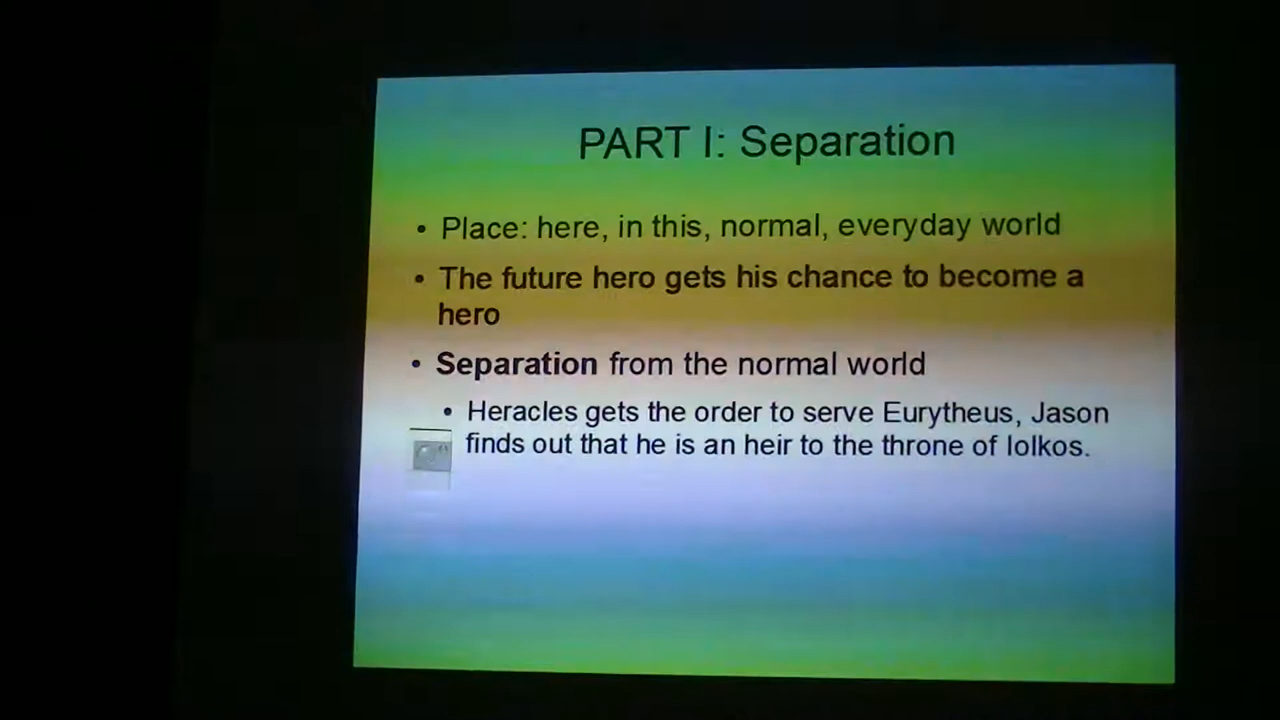 PART I: Separation
• Place: here, in this, normal, everyday world
• The future hero gets his chance to become a
hero
• Separation from the normal world
• Heracles gets the order to serve Eurytheus, Jason
finds out that he is an heir to the throne of Iolkos.